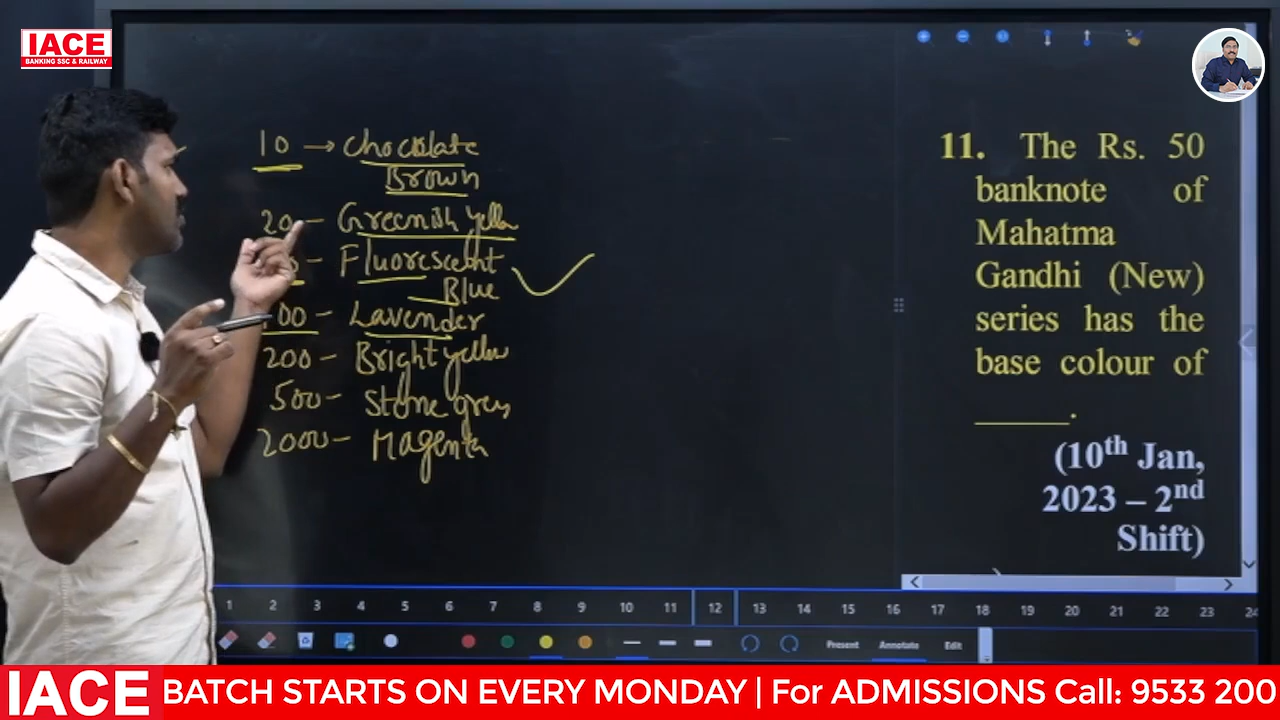 IACE
BANKING SSC & RAILWAY
10 → Chocolate
Brown
20 - Greenish yellow
0 - Fluorescent
Blue
100 - Lavender
200 - Bright yellow
500 - Stone grey
2000 - Magenta
11. The Rs. 50
banknote of
Mahatma
Gandhi (New)
series has the
base colour of
_____.
(10th Jan,
2023 – 2nd
Shift)
1 2 3 4 5 6 7 8 9 10 11 12 13 14 15 16 17 18 19 20 21 22 23 24
Present Annotate Edit
IACE BATCH STARTS ON EVERY MONDAY | For ADMISSIONS Call: 9533 200